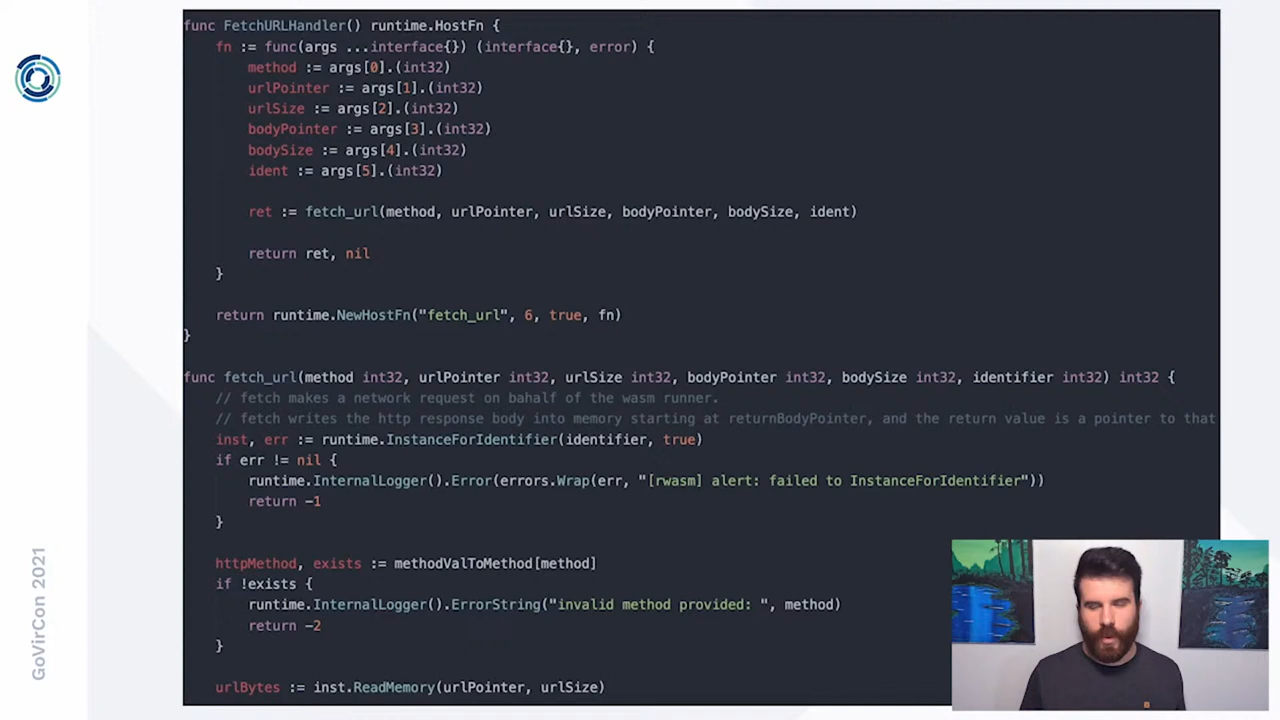 func FetchURLHandler() runtime.HostFn {
fn := func(args ...interface{}) (interface{}, error) {
method := args[0].(int32)
urlPointer := args[1].(int32)
urlSize := args[2].(int32)
bodyPointer := args[3].(int32)
bodySize := args[4].(int32)
ident := args[5].(int32)
ret := fetch_url(method, urlPointer, urlSize, bodyPointer, bodySize, ident)
return ret, nil
}
return runtime.NewHostFn("fetch_url", 6, true, fn)
}
func fetch_url(method int32, urlPointer int32, urlSize int32, bodyPointer int32, bodySize int32, identifier int32) int32 {
// fetch makes a network request on bahalf of the wasm runner.
// fetch writes the http response body into memory starting at returnBodyPointer, and the return value is a pointer to that
inst, err := runtime.InstanceForIdentifier(identifier, true)
if err != nil {
runtime.InternalLogger().Error(errors.Wrap(err, "[rwasm] alert: failed to InstanceForIdentifier"))
return -1
}
httpMethod, exists := methodValToMethod[method]
if !exists {
runtime.InternalLogger().ErrorString("invalid method provided: ", method)
return -2
}
urlBytes := inst.ReadMemory(urlPointer, urlSize)
GoVirCon 2021